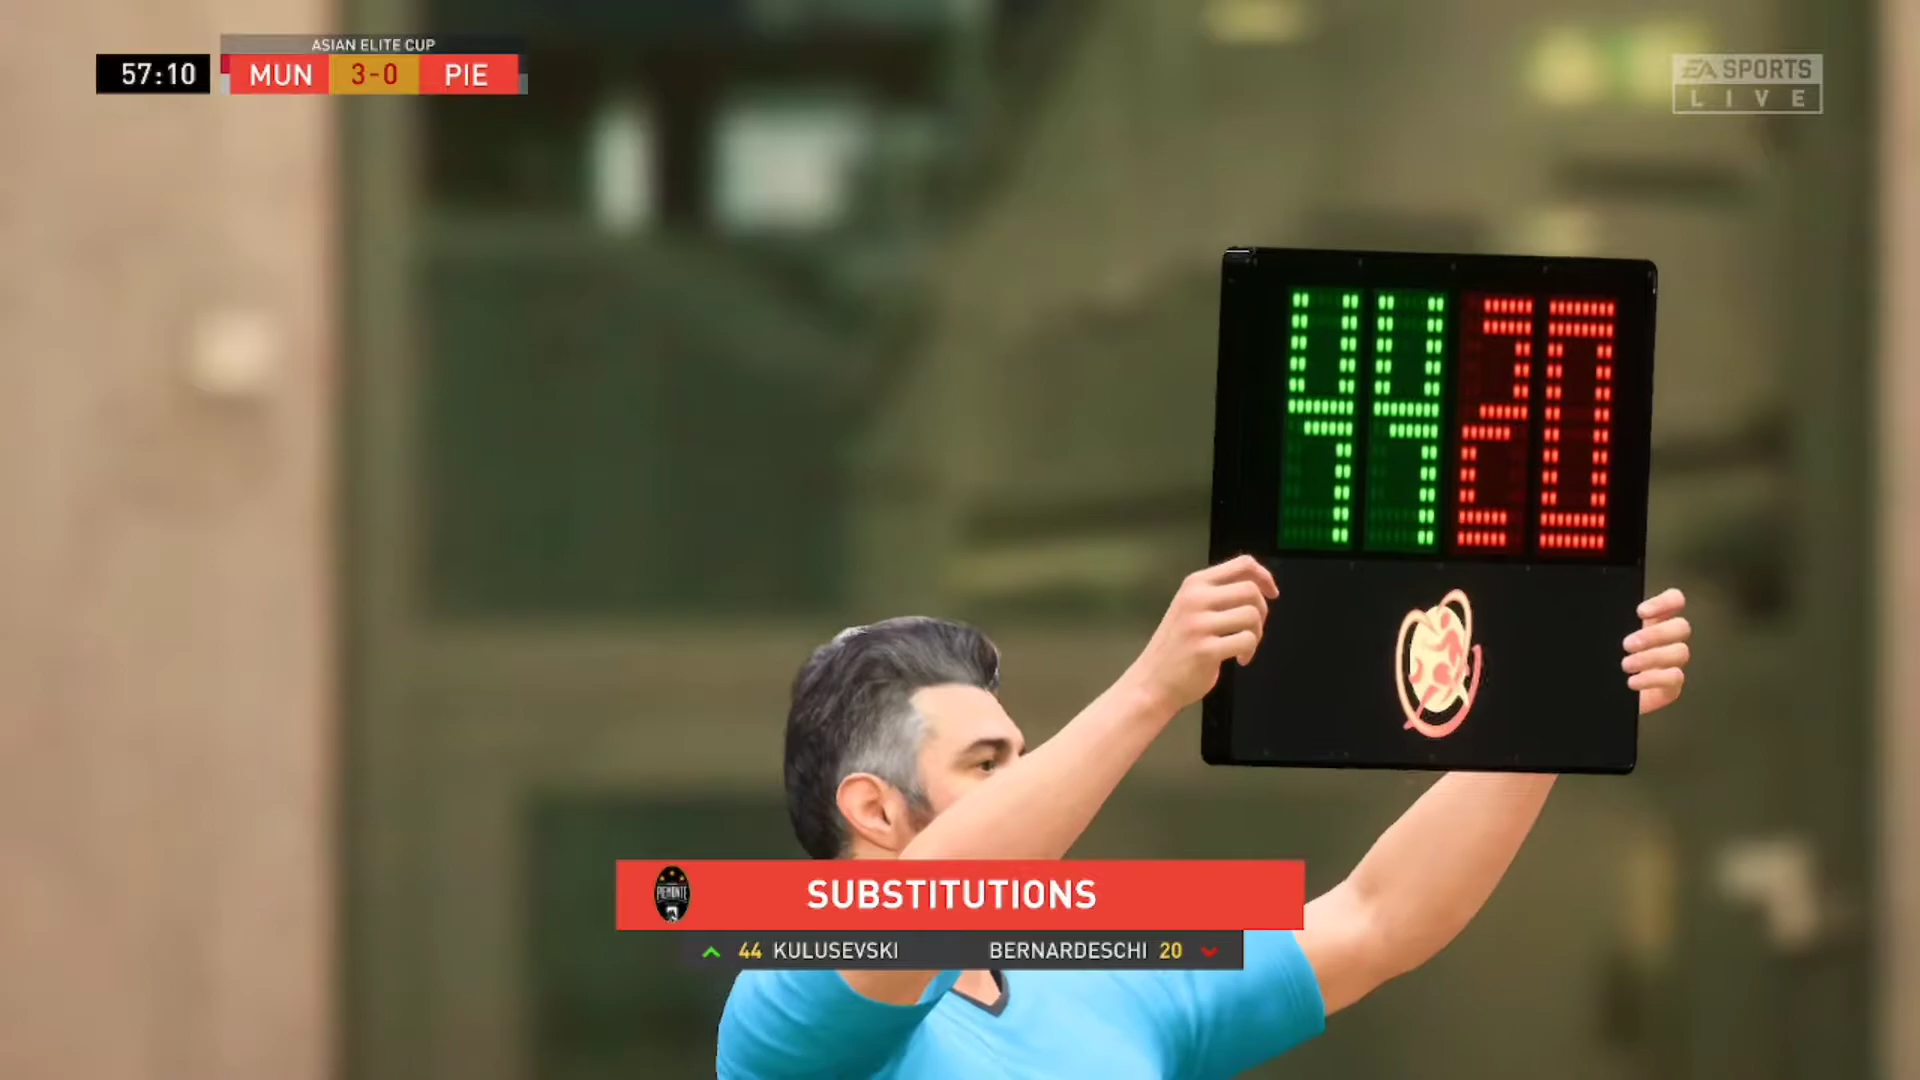 ASIAN ELITE CUP
57:10 MUN 3-0 PIE
EA SPORTS
LIVE
44 20
PIEMONTE
SUBSTITUTIONS
44 KULUSEVSKI BERNARDESCHI 20